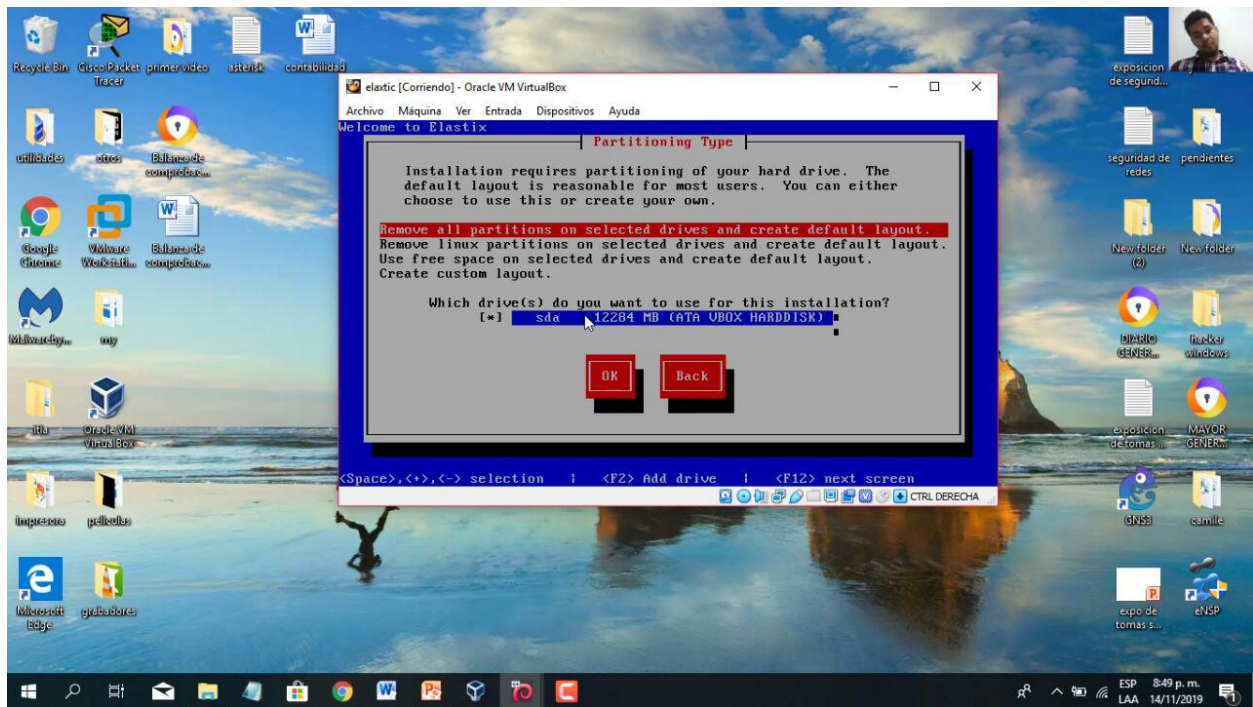 Recycle Bin
Cisco Packet
Tracer
primer video
asterisk
contabilidad
exposicion
de segurid...
utilidades
otros
Ballanza de
comprobac...
seguridad de
redes
pendientes
Google
Chrome
VMware
Workstati...
Ballanza de
comprobac...
New folder
(2)
New folder
Malwareby...
my
DIARIO
GENER...
hacker
windows
itla
Oracle VM
VirtualBox
exposicion
de tomas ...
MAYOR
GENER...
impresora
peliculas
GNS3
camile
Microsoft
Edge
grabadores
expo de
tomas s...
eNSP
elaxtic [Corriendo] - Oracle VM VirtualBox
Archivo Máquina Ver Entrada Dispositivos Ayuda
Welcome to Elastix
Partitioning Type
Installation requires partitioning of your hard drive. The
default layout is reasonable for most users. You can either
choose to use this or create your own.
Remove all partitions on selected drives and create default layout.
Remove linux partitions on selected drives and create default layout.
Use free space on selected drives and create default layout.
Create custom layout.
Which drive(s) do you want to use for this installation?
[*] sda 12284 MB (ATA VBOX HARDDISK)
OK Back
<Space>,<+>,<-> selection | <F2> Add drive | <F12> next screen
CTRL DERECHA
ESP 8:49 p. m.
LAA 14/11/2019